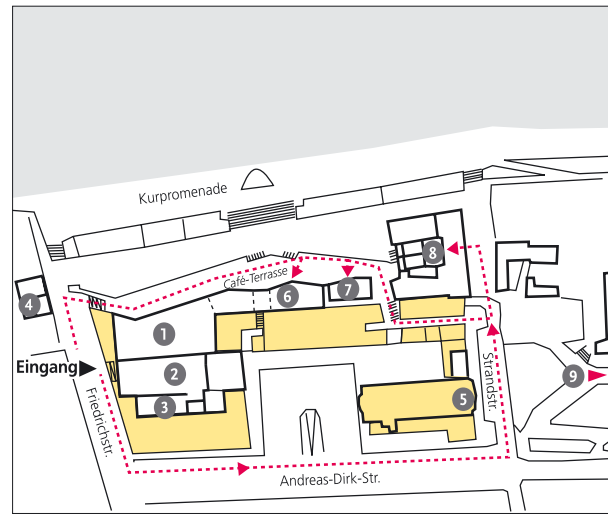 Kurpromenade
8
Café-Terrasse
4
6
7
1
Eingang
2
9
3
5
Friedrichstr.
Strandstr.
Andreas-Dirk-Str.